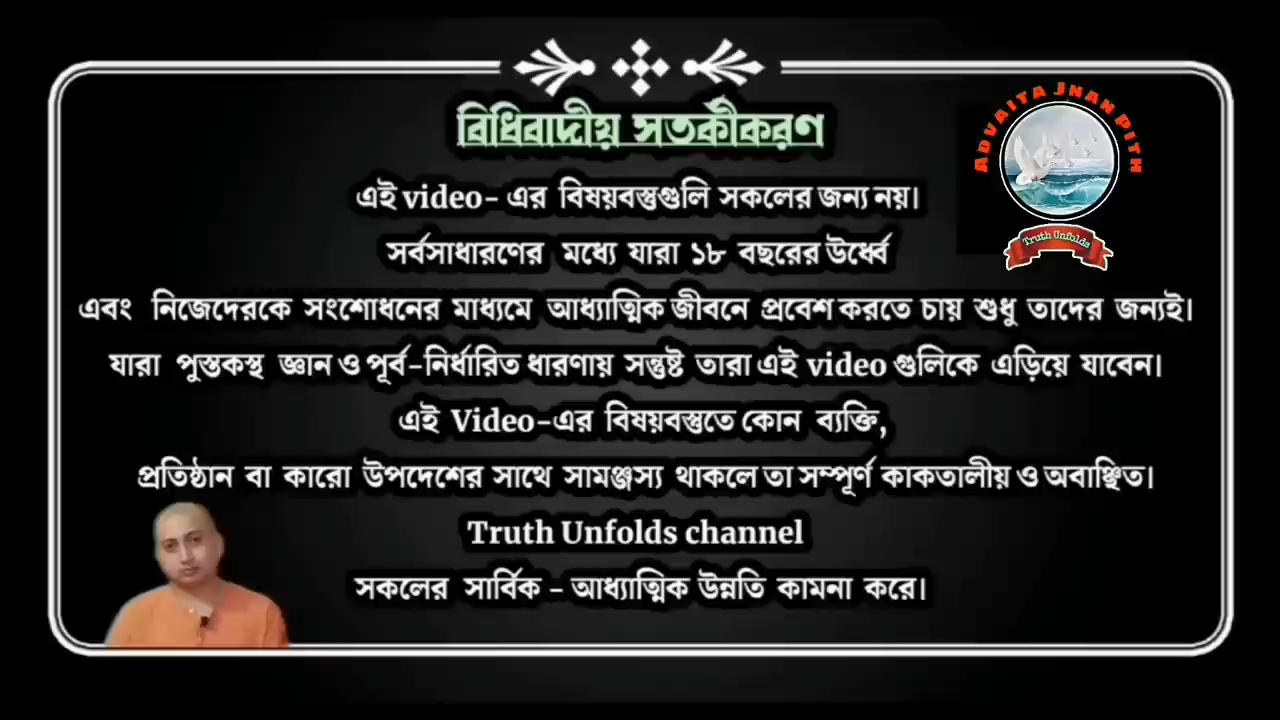 বিধিবাদীয় সতর্কীকরণ
ADVAITA JNAN PITH
Truth Unfolds
এই video- এর বিষয়বস্তুগুলি সকলের জন্য নয়।
সর্বসাধারণের মধ্যে যারা ১৮ বছরের উর্ধ্বে
এবং নিজেদেরকে সংশোধনের মাধ্যমে আধ্যাত্মিক জীবনে প্রবেশ করতে চায় শুধু তাদের জন্যই।
যারা পুস্তকস্থ জ্ঞান ও পূর্ব-নির্ধারিত ধারণায় সন্তুষ্ট তারা এই video গুলিকে এড়িয়ে যাবেন।
এই Video-এর বিষয়বস্তুতে কোন ব্যক্তি,
প্রতিষ্ঠান বা কারো উপদেশের সাথে সামঞ্জস্য থাকলে তা সম্পূর্ণ কাকতালীয় ও অবাঞ্ছিত।
Truth Unfolds channel
সকলের সার্বিক - আধ্যাত্মিক উন্নতি কামনা করে।